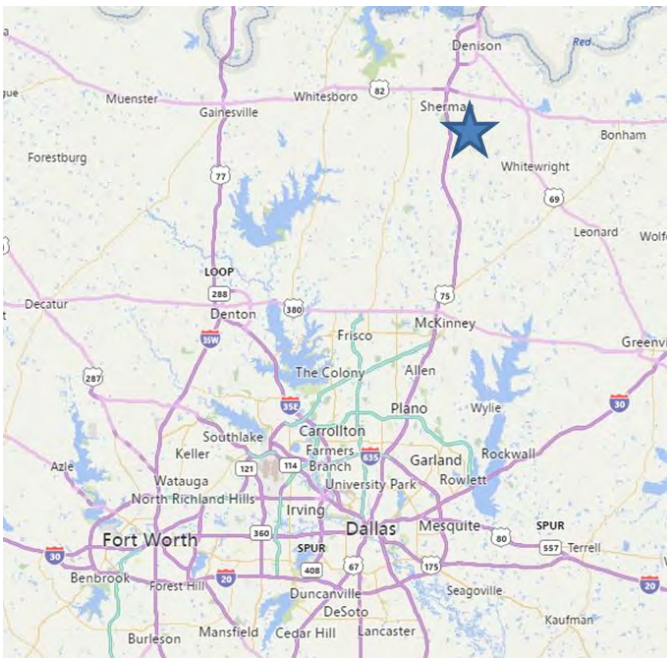 Denison
Red
82
Muenster
Whitesboro
Gainesville
Sherma
Bonham
Forestburg
Whitewright
77
69
Leonard
Wolf
LOOP
288
75
Decatur
Denton
380
McKinney
Frisco
35W
Greenvi
The Colony
Allen
287
35E
Plano
Wylie
30
Carrollton
Southlake
Farmers
Branch
635
Garland
Rockwall
Keller
121
114
Azle
Rowlett
Watauga
University Park
North Richland Hills
Irving
Dallas
Mesquite
SPUR
Fort Worth
360
80
SPUR
557
Terrell
30
Benbrook
Forest Hill
20
408
67
175
20
Duncanville
Seagoville
DeSoto
Kaufman
Burleson
Mansfield
Cedar Hill
Lancaster